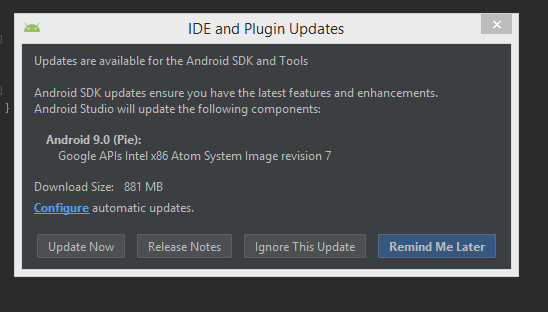 IDE and Plugin Updates
Updates are available for the Android SDK and Tools
Android SDK updates ensure you have the latest features and enhancements.
Android Studio will update the following components:
}
Android 9.0 (Pie):
Google APIs Intel x86 Atom System Image revision 7
Download Size: 881 MB
Configure automatic updates.
Update Now Release Notes Ignore This Update Remind Me Later